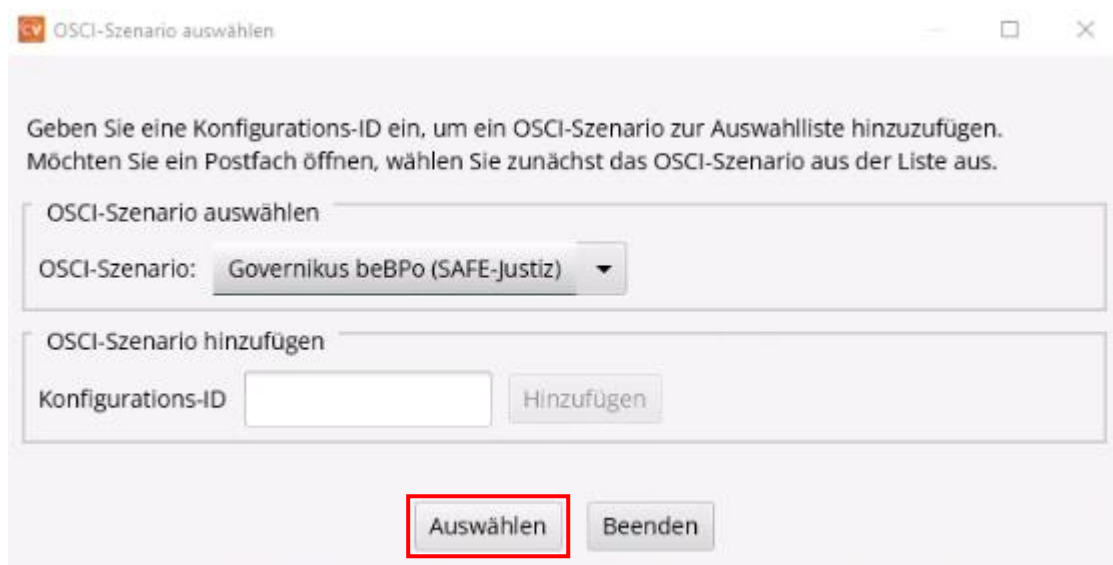 CV OSCI-Szenario auswählen
Geben Sie eine Konfigurations-ID ein, um ein OSCI-Szenario zur Auswahlliste hinzuzufügen.
Möchten Sie ein Postfach öffnen, wählen Sie zunächst das OSCI-Szenario aus der Liste aus.
OSCI-Szenario auswählen
OSCI-Szenario: Governikus beBPo (SAFE-Justiz)
OSCI-Szenario hinzufügen
Konfigurations-ID Hinzufügen
Auswählen Beenden